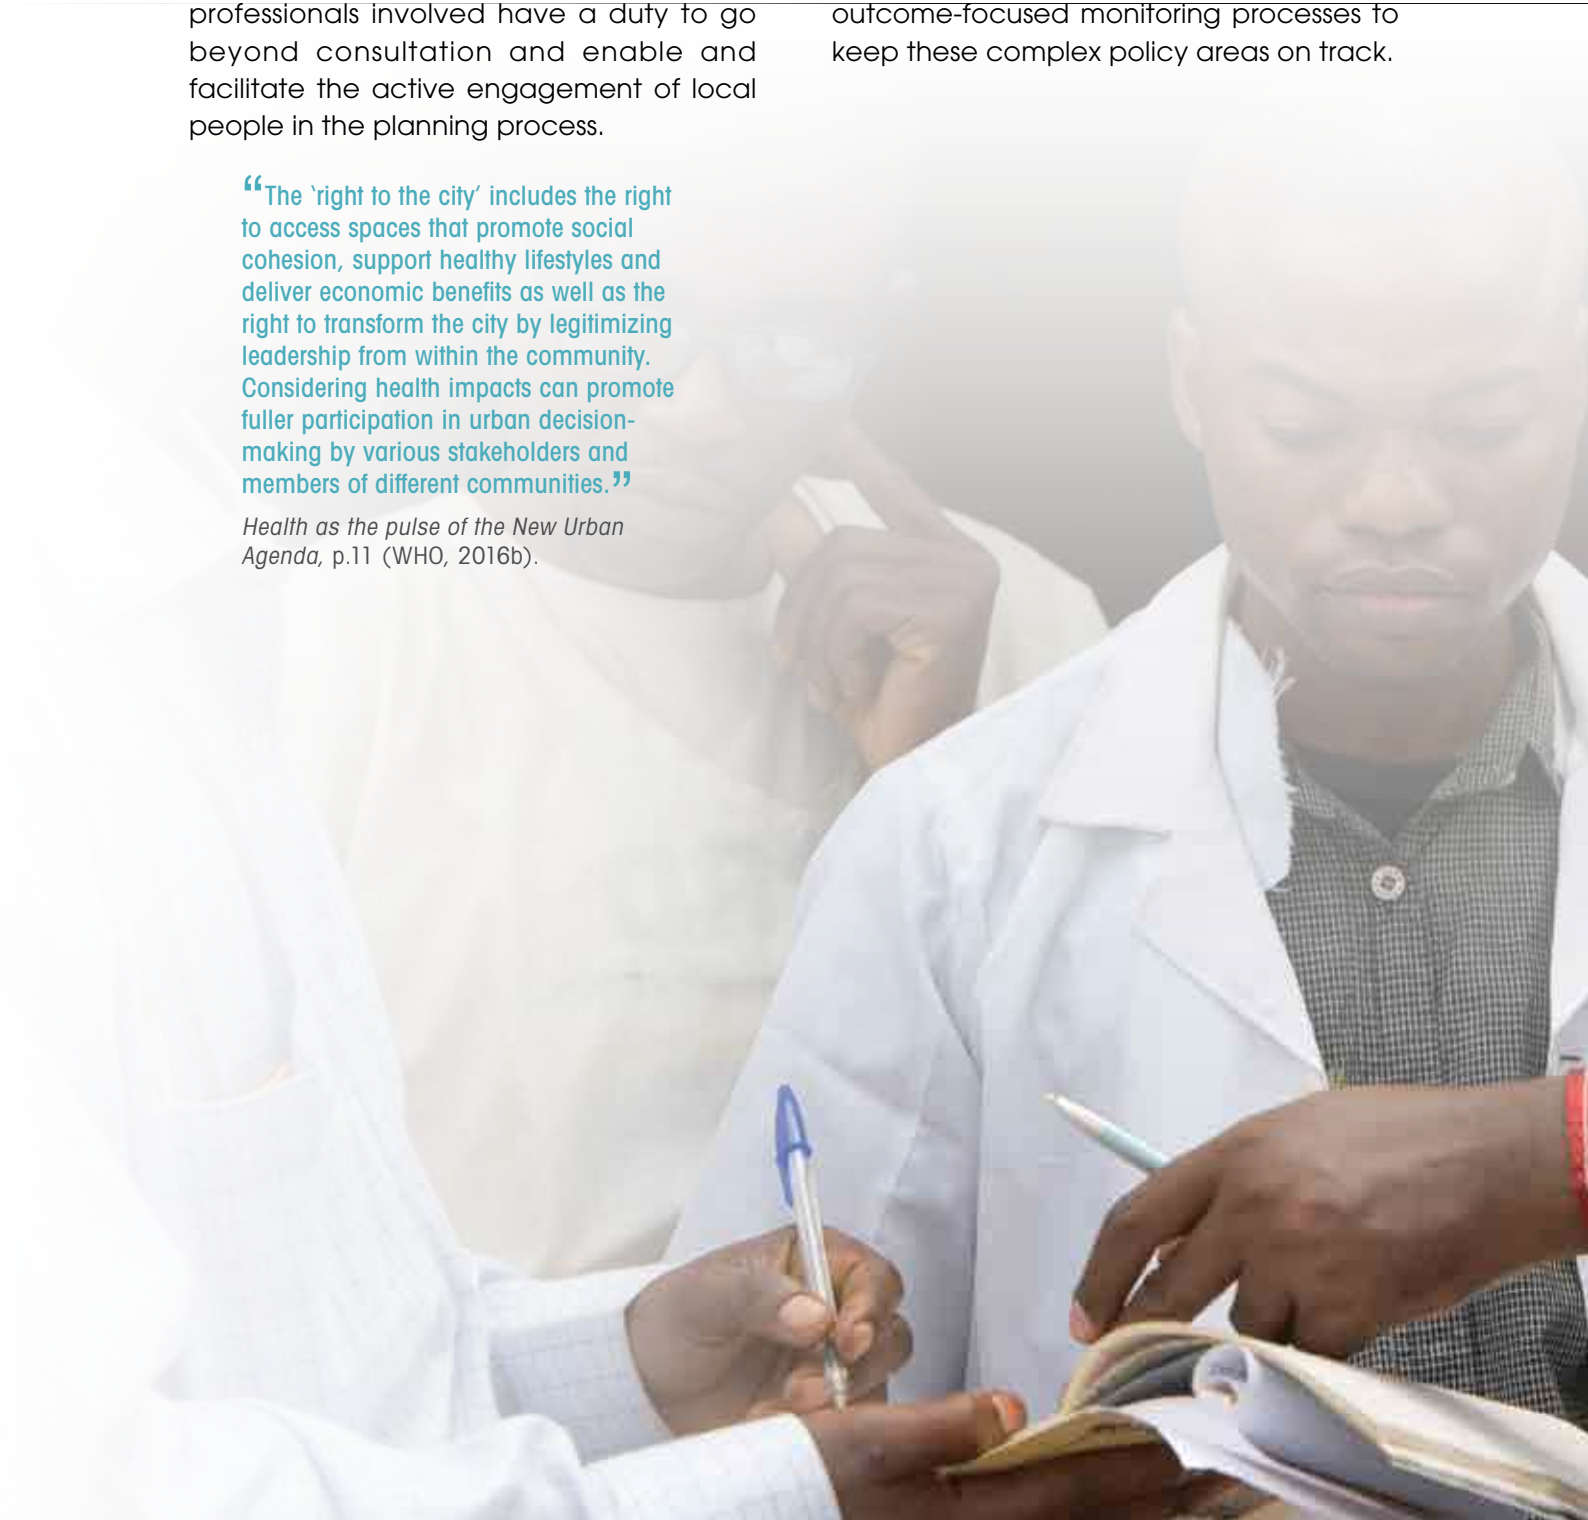 professionals involved have a duty to go
beyond consultation and enable and
facilitate the active engagement of local
people in the planning process.
“The ‘right to the city’ includes the right
to access spaces that promote social
cohesion, support healthy lifestyles and
deliver economic benefits as well as the
right to transform the city by legitimizing
leadership from within the community.
Considering health impacts can promote
fuller participation in urban decision-
making by various stakeholders and
members of different communities.”
Health as the pulse of the New Urban
Agenda, p.11 (WHO, 2016b).
outcome-focused monitoring processes to
keep these complex policy areas on track.